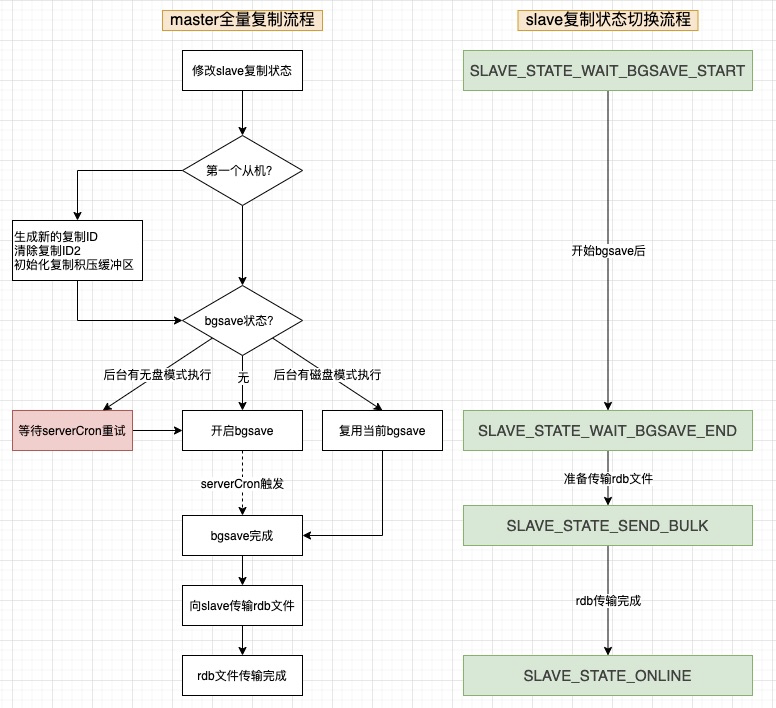 master全量复制流程
slave复制状态切换流程
修改slave复制状态
SLAVE_STATE_WAIT_BGSAVE_START
第一个从机?
生成新的复制ID
清除复制ID2
初始化复制积压缓冲区
开始bgsave后
bgsave状态?
后台有无盘模式执行
无
后台有磁盘模式执行
等待serverCron重试
开启bgsave
复用当前bgsave
SLAVE_STATE_WAIT_BGSAVE_END
serverCron触发
准备传输rdb文件
bgsave完成
SLAVE_STATE_SEND_BULK
向slave传输rdb文件
rdb传输完成
rdb文件传输完成
SLAVE_STATE_ONLINE